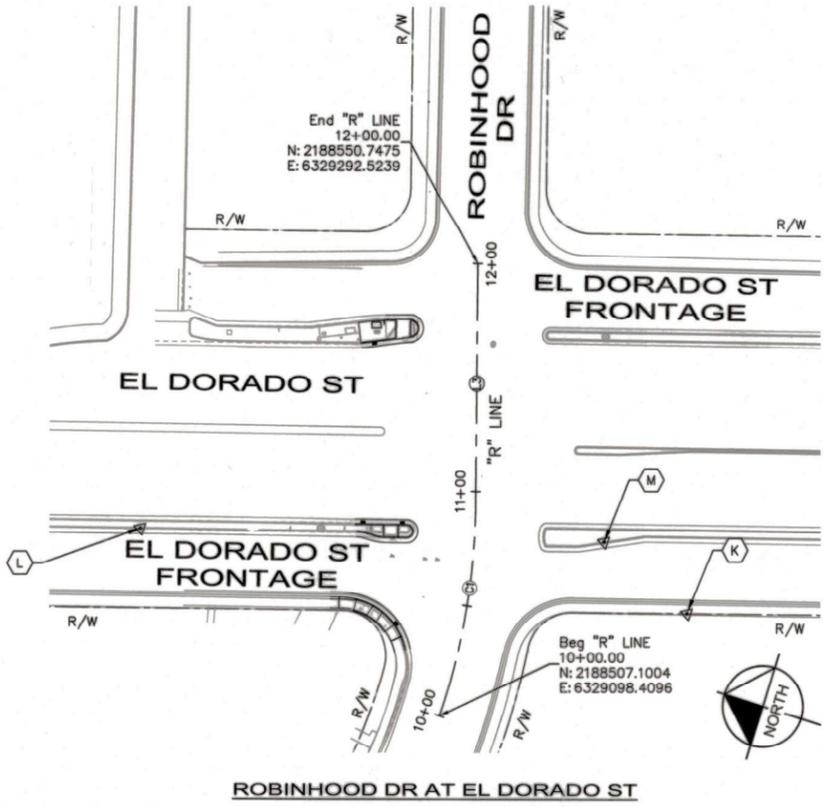 R/W
ROBINHOOD
DR
R/W
End "R" LINE
12+00.00
N: 2188550.7475
E: 6329292.5239
R/W
R/W
12+00
EL DORADO ST
FRONTAGE
EL DORADO ST
L3
"R" LINE
11+00
M
L
EL DORADO ST
FRONTAGE
K
C1
R/W
R/W
Beg "R" LINE
10+00.00
N: 2188507.1004
E: 6329098.4096
R/W
10+00
R/W
NORTH
ROBINHOOD DR AT EL DORADO ST